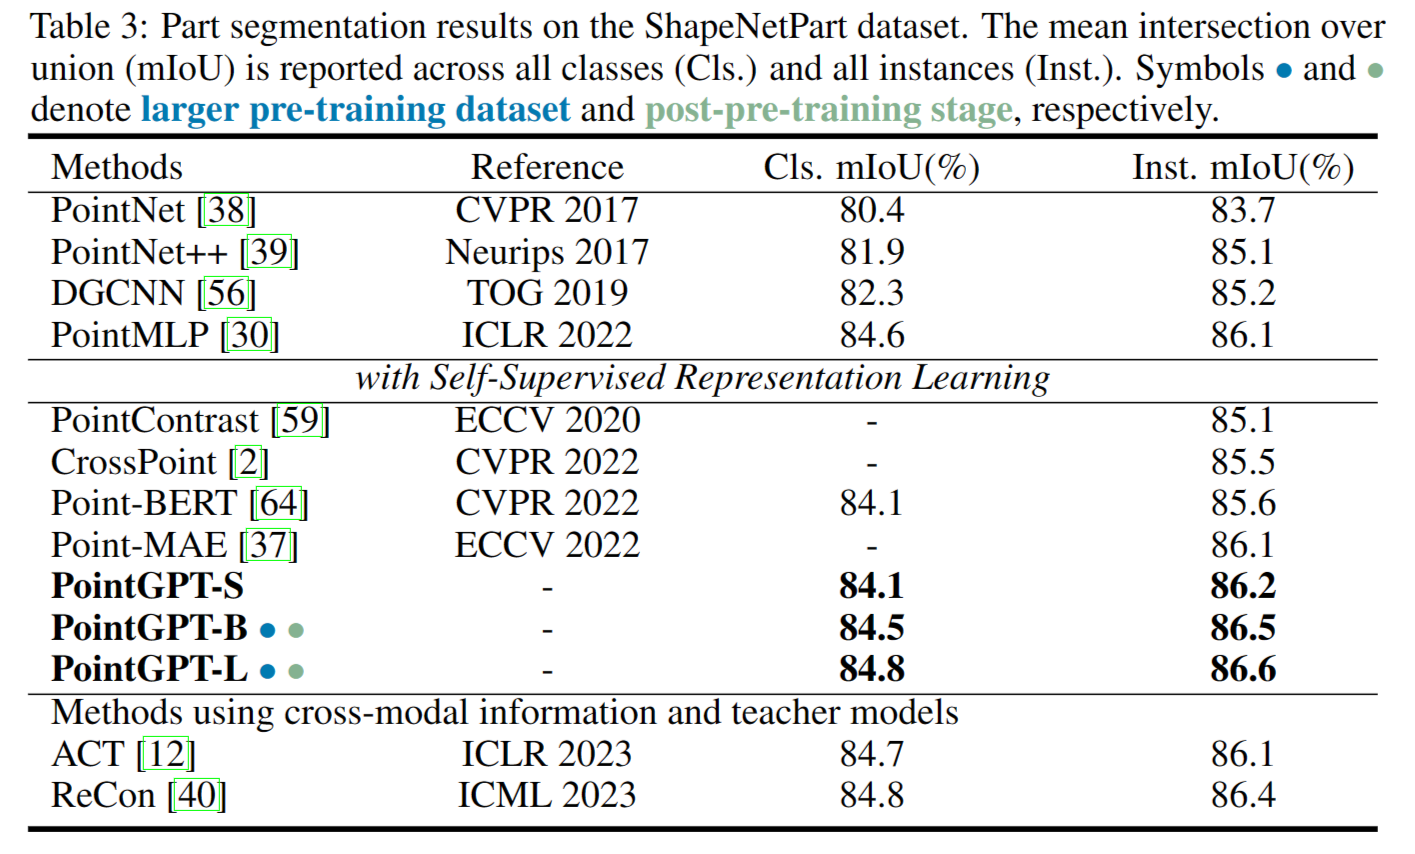 Table 3: Part segmentation results on the ShapeNetPart dataset. The mean intersection over
union (mIoU) is reported across all classes (Cls.) and all instances (Inst.). Symbols ● and ●
denote larger pre-training dataset and post-pre-training stage, respectively.
Methods Reference Cls. mIoU(%) Inst. mIoU(%)
PointNet [38] CVPR 2017 80.4 83.7
PointNet++ [39] Neurips 2017 81.9 85.1
DGCNN [56] TOG 2019 82.3 85.2
PointMLP [30] ICLR 2022 84.6 86.1
with Self-Supervised Representation Learning
PointContrast [59] ECCV 2020 - 85.1
CrossPoint [2] CVPR 2022 - 85.5
Point-BERT [64] CVPR 2022 84.1 85.6
Point-MAE [37] ECCV 2022 - 86.1
PointGPT-S - 84.1 86.2
PointGPT-B ● ● - 84.5 86.5
PointGPT-L ● ● - 84.8 86.6
Methods using cross-modal information and teacher models
ACT [12] ICLR 2023 84.7 86.1
ReCon [40] ICML 2023 84.8 86.4